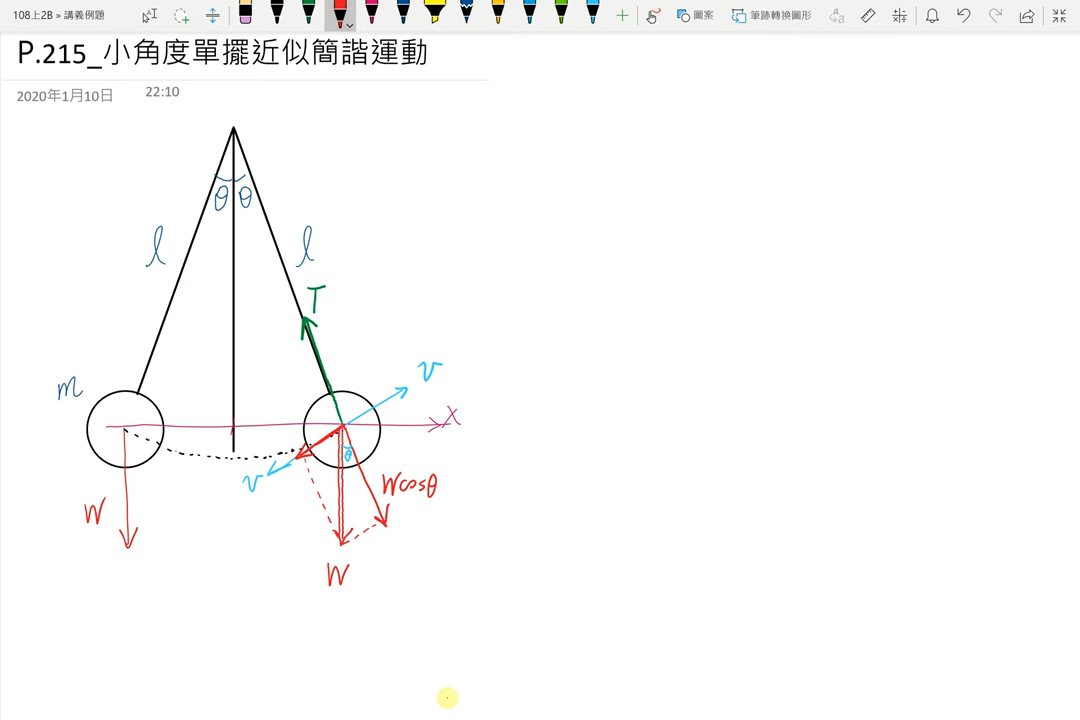 108上2B » 講義例題
圖案
筆跡轉換圖形
P.215_小角度單擺近似簡諧運動
2020年1月10日 22:10
θ θ
l l
T
m
v
X
θ
v
Wcosθ
W
W